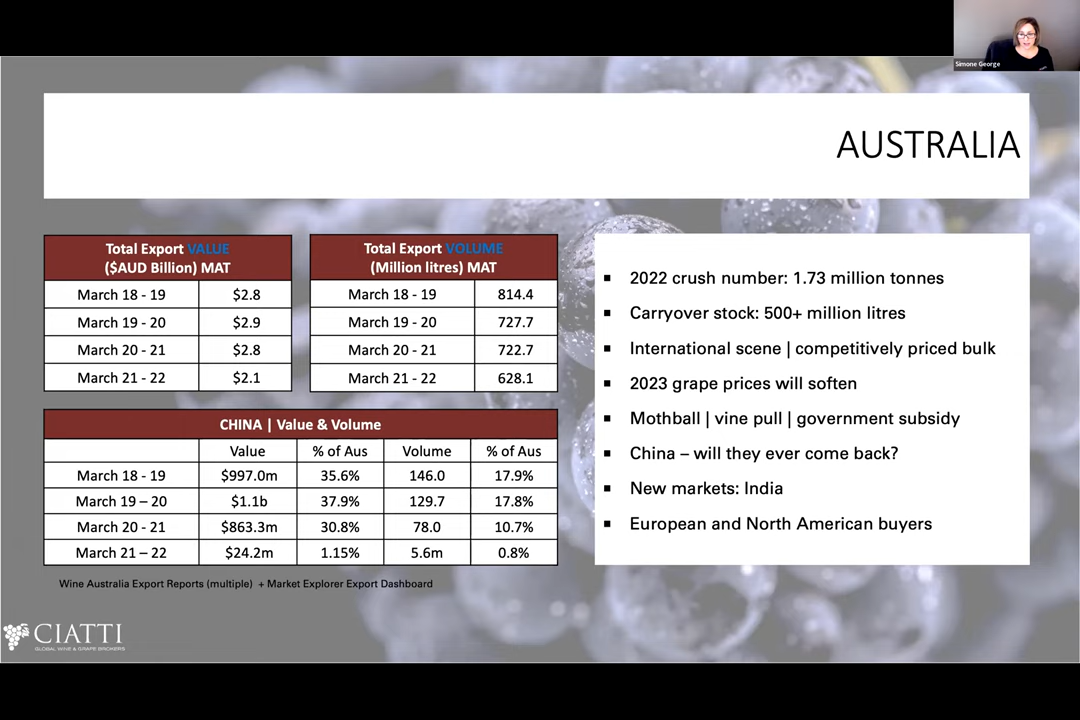 Simone George
AUSTRALIA
Total Export VALUE
($AUD Billion) MAT
March 18 - 19 $2.8
March 19 - 20 $2.9
March 20 - 21 $2.8
March 21 - 22 $2.1
Total Export VOLUME
(Million litres) MAT
March 18 - 19 814.4
March 19 - 20 727.7
March 20 - 21 722.7
March 21 - 22 628.1
CHINA | Value & Volume
Value % of Aus Volume % of Aus
March 18 - 19 $997.0m 35.6% 146.0 17.9%
March 19 – 20 $1.1b 37.9% 129.7 17.8%
March 20 - 21 $863.3m 30.8% 78.0 10.7%
March 21 – 22 $24.2m 1.15% 5.6m 0.8%
Wine Australia Export Reports (multiple) + Market Explorer Export Dashboard
▪ 2022 crush number: 1.73 million tonnes
▪ Carryover stock: 500+ million litres
▪ International scene | competitively priced bulk
▪ 2023 grape prices will soften
▪ Mothball | vine pull | government subsidy
▪ China – will they ever come back?
▪ New markets: India
▪ European and North American buyers
CIATTI
GLOBAL WINE & GRAPE BROKERS